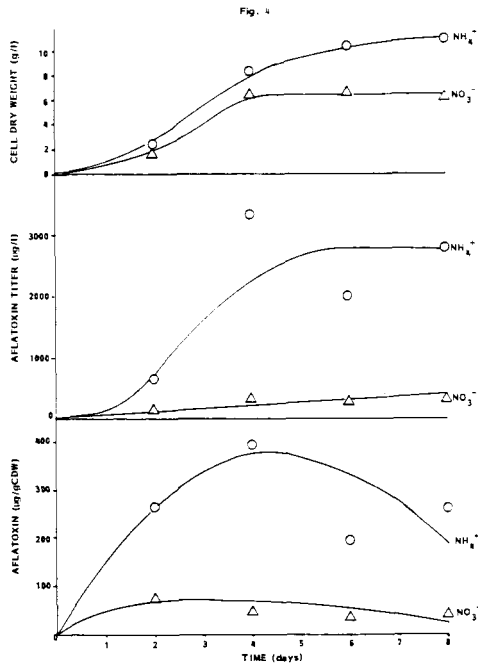 Fig. 4
CELL DRY WEIGHT (g/l)
10
8
6
4
2
0
NH4+
NO3-
AFLATOXIN TITER (ug/l)
3000
2000
1000
0
NH4+
NO3-
AFLATOXIN (ug/gCDW)
400
300
200
100
0
NH4+
NO3-
1 2 3 4 5 6 7 8
TIME (days)